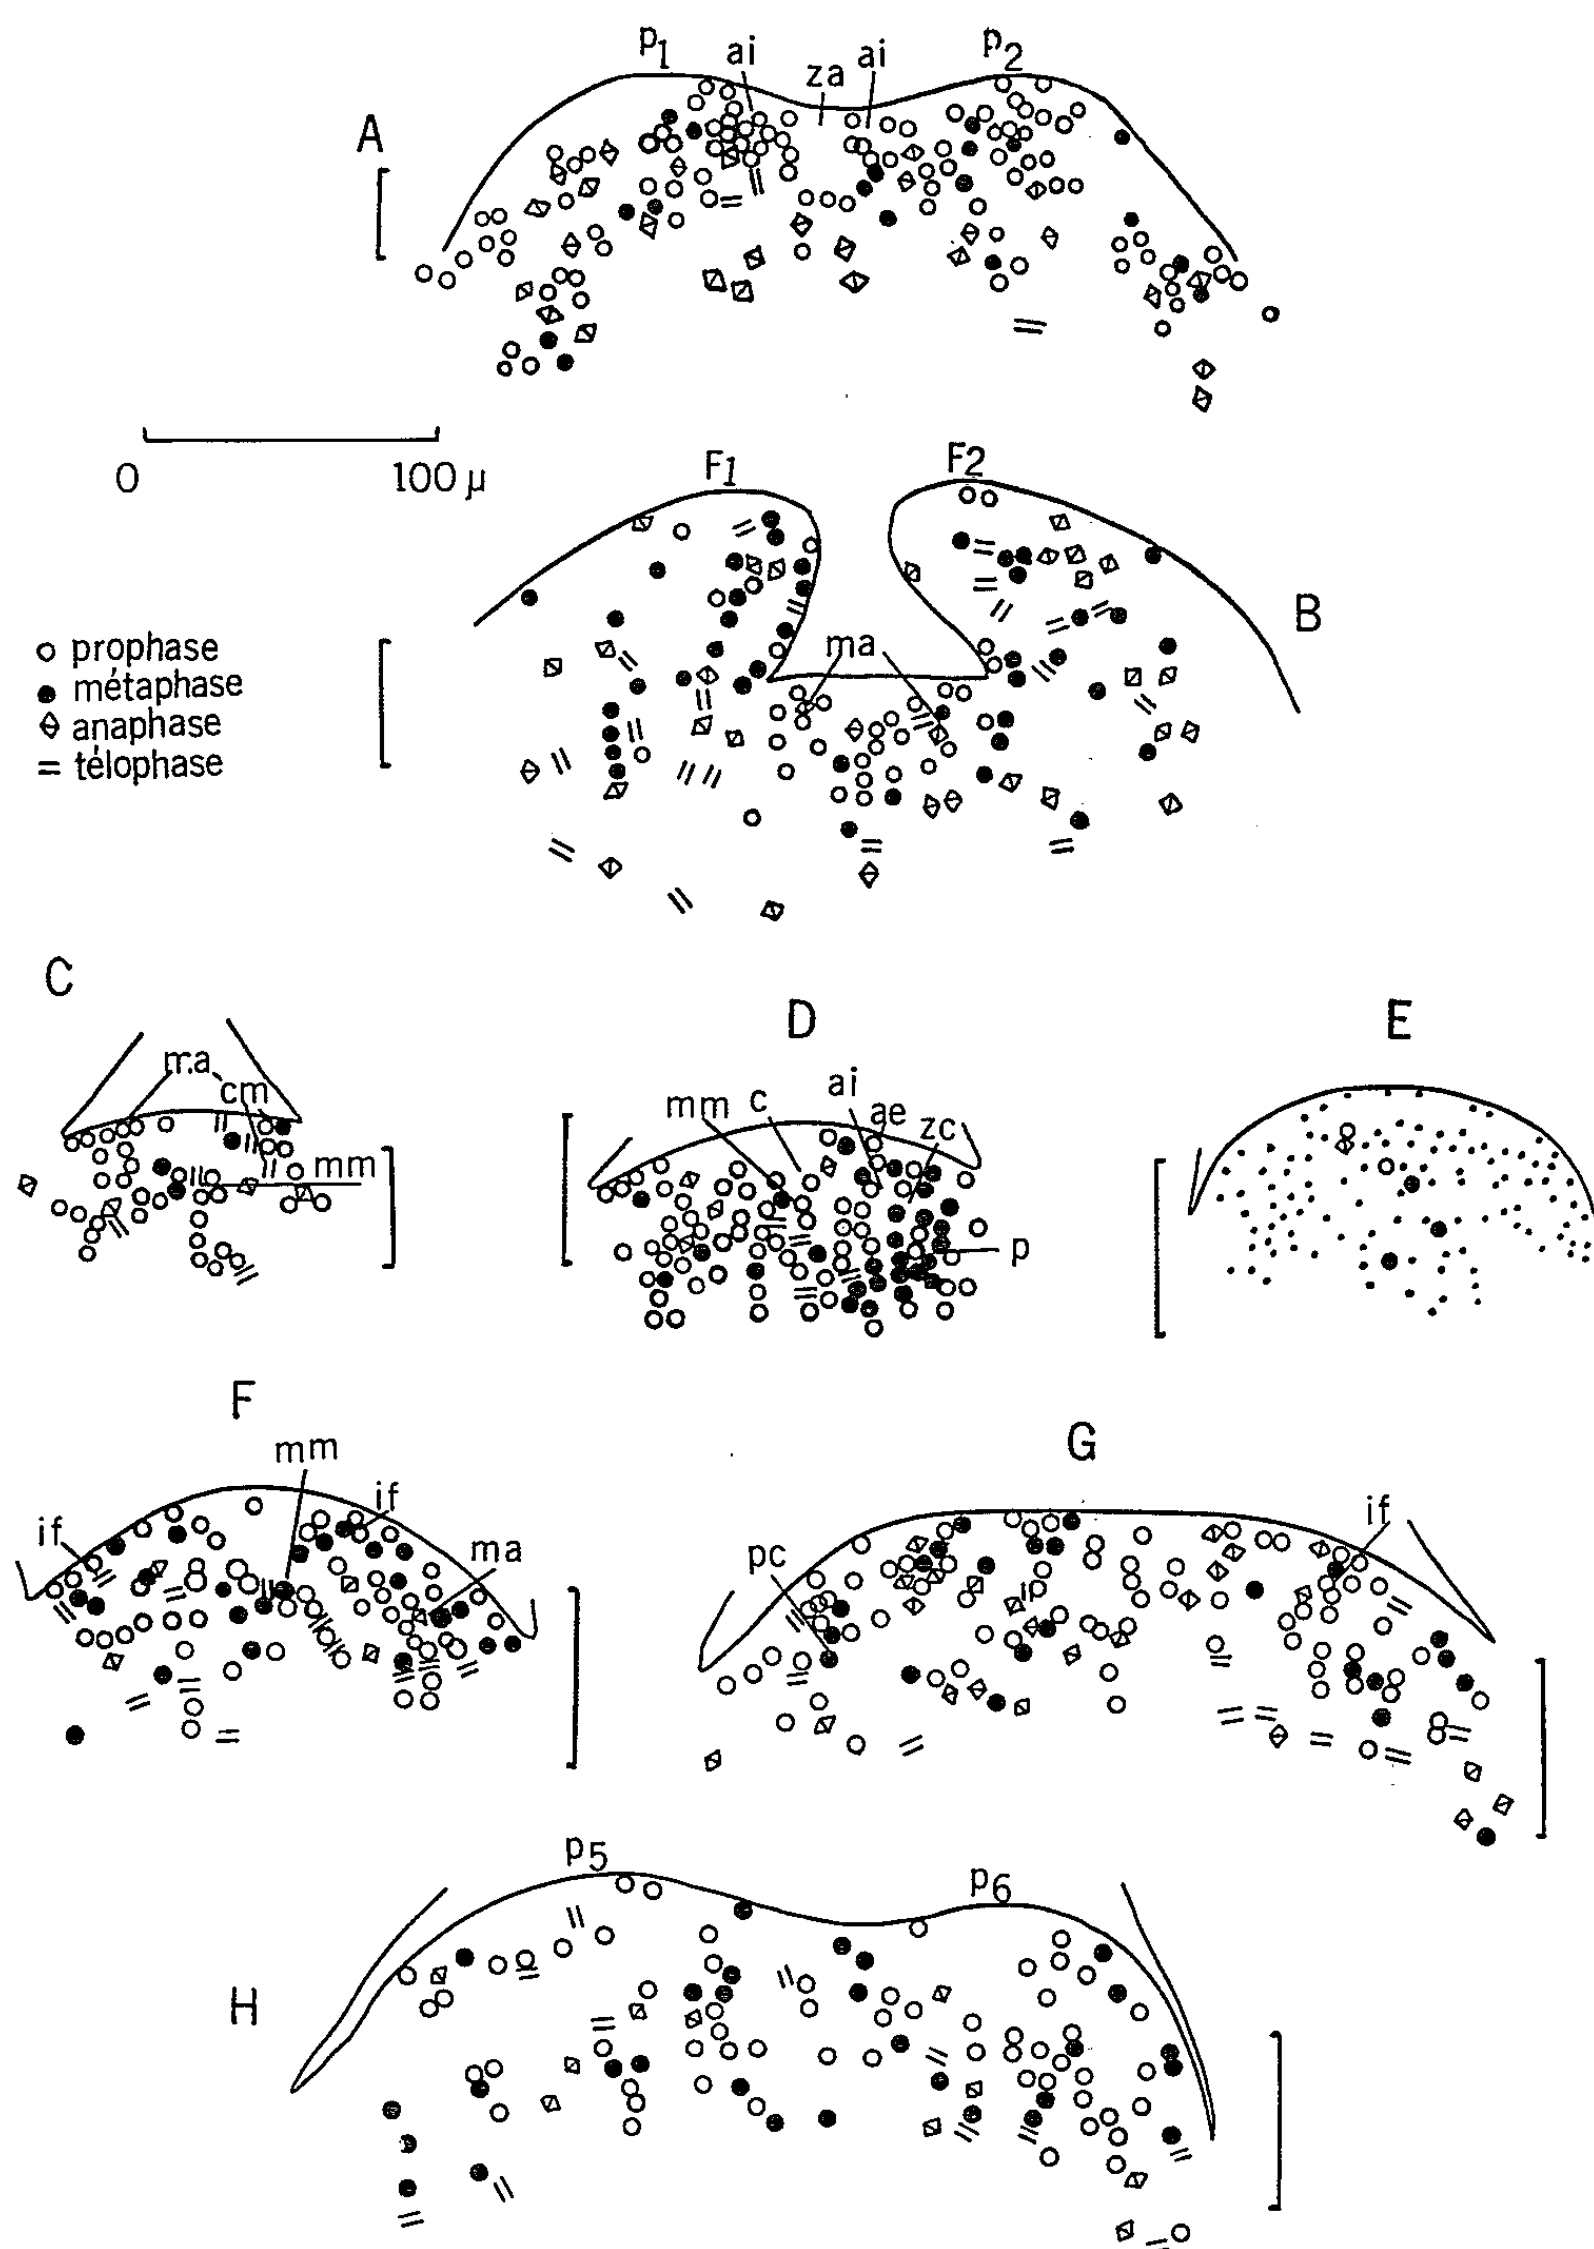 p1 ai za ai p2
A
0 100 µ
F1 F2
B
ma
prophase
métaphase
anaphase
télophase
C
ma
cm
mm
D
mm c ai ae zc
p
E
F
mm
if if
ma
G
pc if
p5 p6
H